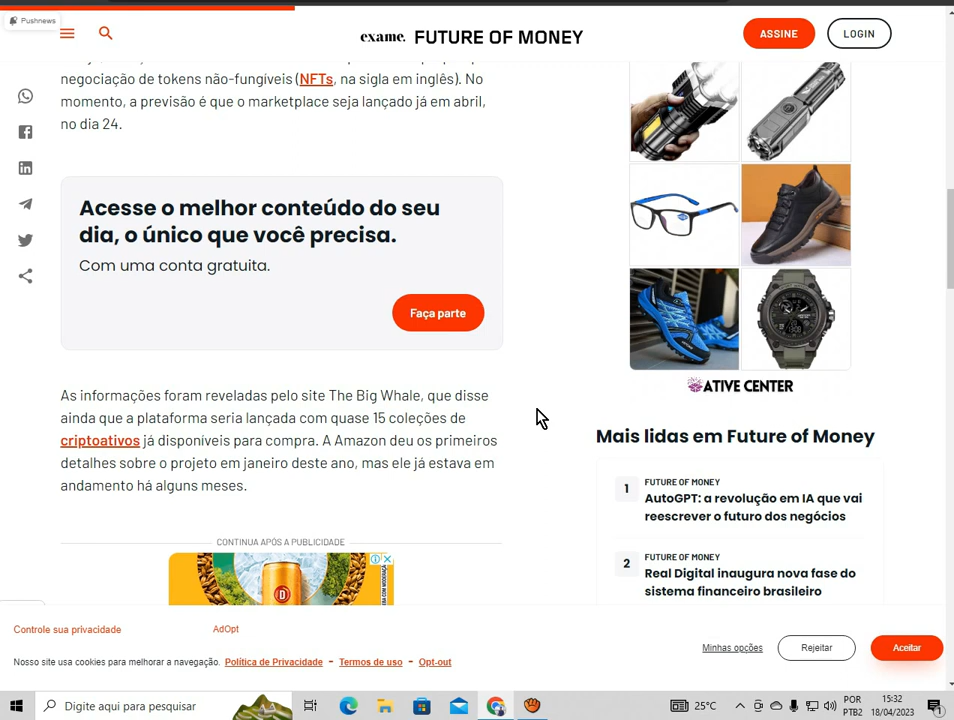 Pushnews
exame. FUTURE OF MONEY
ASSINE
LOGIN
negociação de tokens não-fungíveis (NFTs, na sigla em inglês). No
momento, a previsão é que o marketplace seja lançado já em abril,
no dia 24.
Acesse o melhor conteúdo do seu
dia, o único que você precisa.
Com uma conta gratuita.
Faça parte
As informações foram reveladas pelo site The Big Whale, que disse
ainda que a plataforma seria lançada com quase 15 coleções de
criptoativos já disponíveis para compra. A Amazon deu os primeiros
detalhes sobre o projeto em janeiro deste ano, mas ele já estava em
andamento há alguns meses.
CONTINUA APÓS A PUBLICIDADE
ATIVE CENTER
Mais lidas em Future of Money
1
FUTURE OF MONEY
AutoGPT: a revolução em IA que vai
reescrever o futuro dos negócios
2
FUTURE OF MONEY
Real Digital inaugura nova fase do
sistema financeiro brasileiro
Controle sua privacidade
AdOpt
Nosso site usa cookies para melhorar a navegação. Política de Privacidade - Termos de uso - Opt-out
Minhas opções
Rejeitar
Aceitar
Digite aqui para pesquisar
25°C
POR
PTB2
15:32
18/04/2023
1